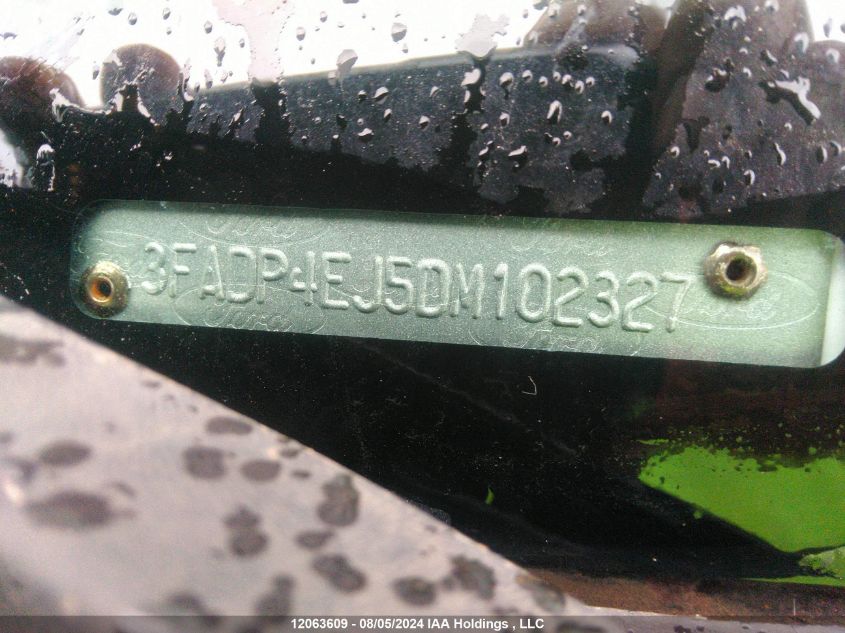 3FADP4EJ5DM102327
12063609 - 08/05/2024 IAA Holdings , LLC